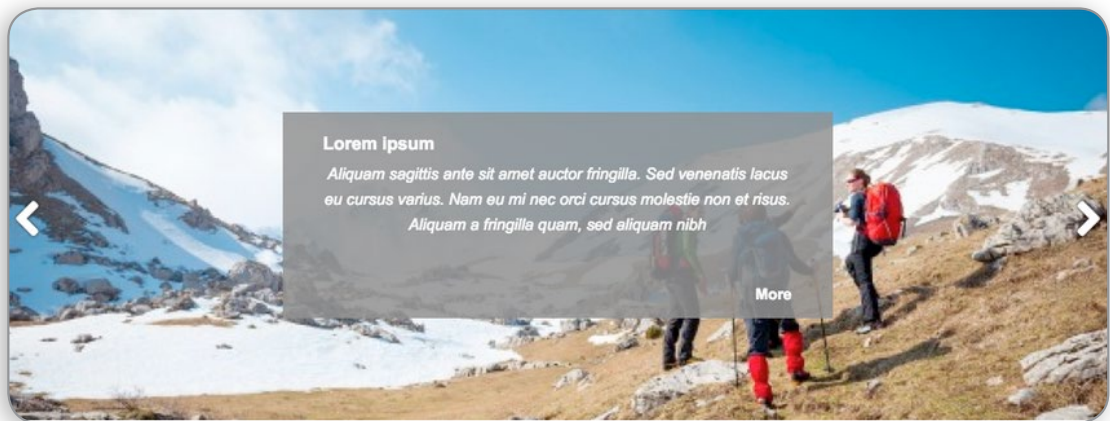 Lorem ipsum
Aliquam sagittis ante sit amet auctor fringilla. Sed venenatis lacus
eu cursus varius. Nam eu mi nec orci cursus molestie non et risus.
Aliquam a fringilla quam, sed aliquam nibh
More